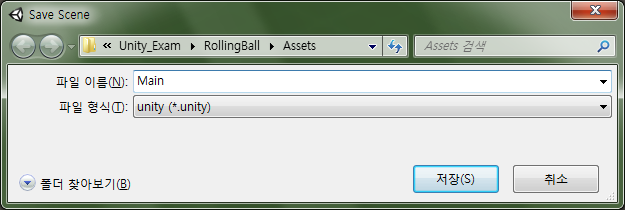 Save Scene
« Unity_Exam RollingBall Assets Assets 검색
파일 이름(N): Main
파일 형식(T): unity (*.unity)
폴더 찾아보기(B) 저장(S) 취소